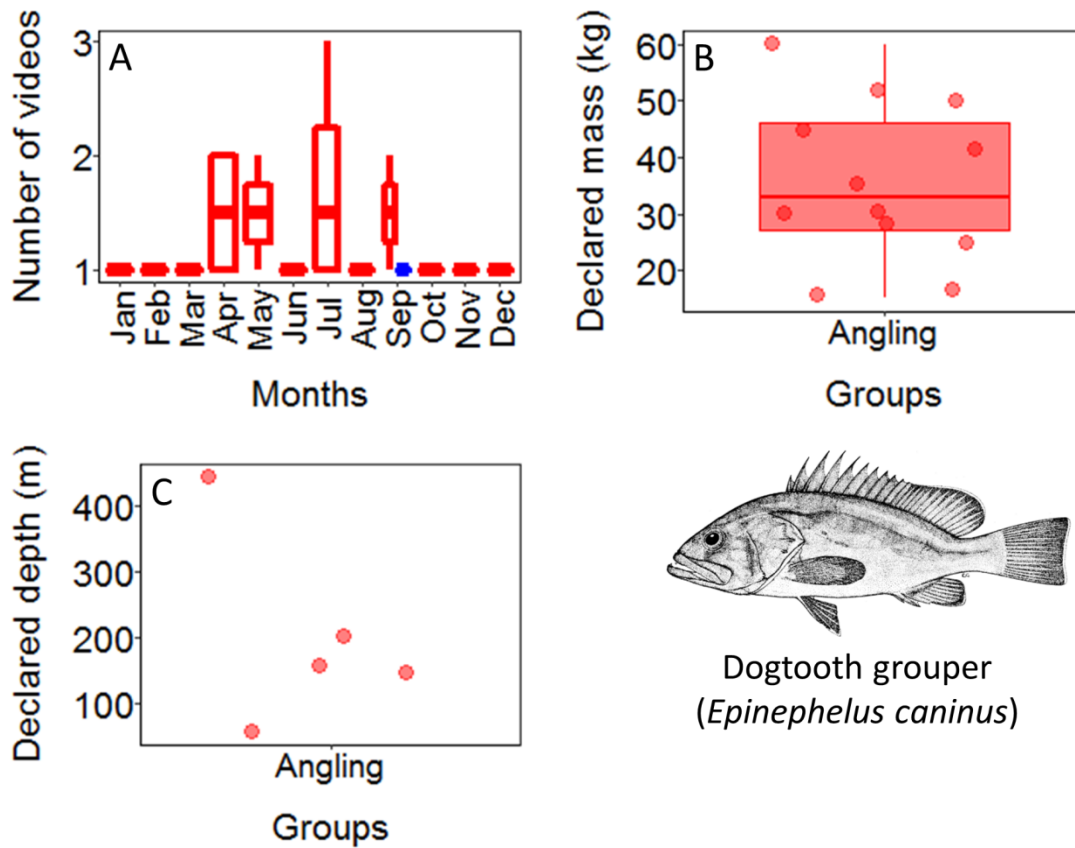 A
Number of videos
3
2
1
Jan
Feb
Mar
Apr
May
Jun
Jul
Aug
Sep
Oct
Nov
Dec
Months
B
Declared mass (kg)
60
50
40
30
20
Angling
Groups
C
Declared depth (m)
400
300
200
100
Angling
Groups
Dogtooth grouper
(Epinephelus caninus)